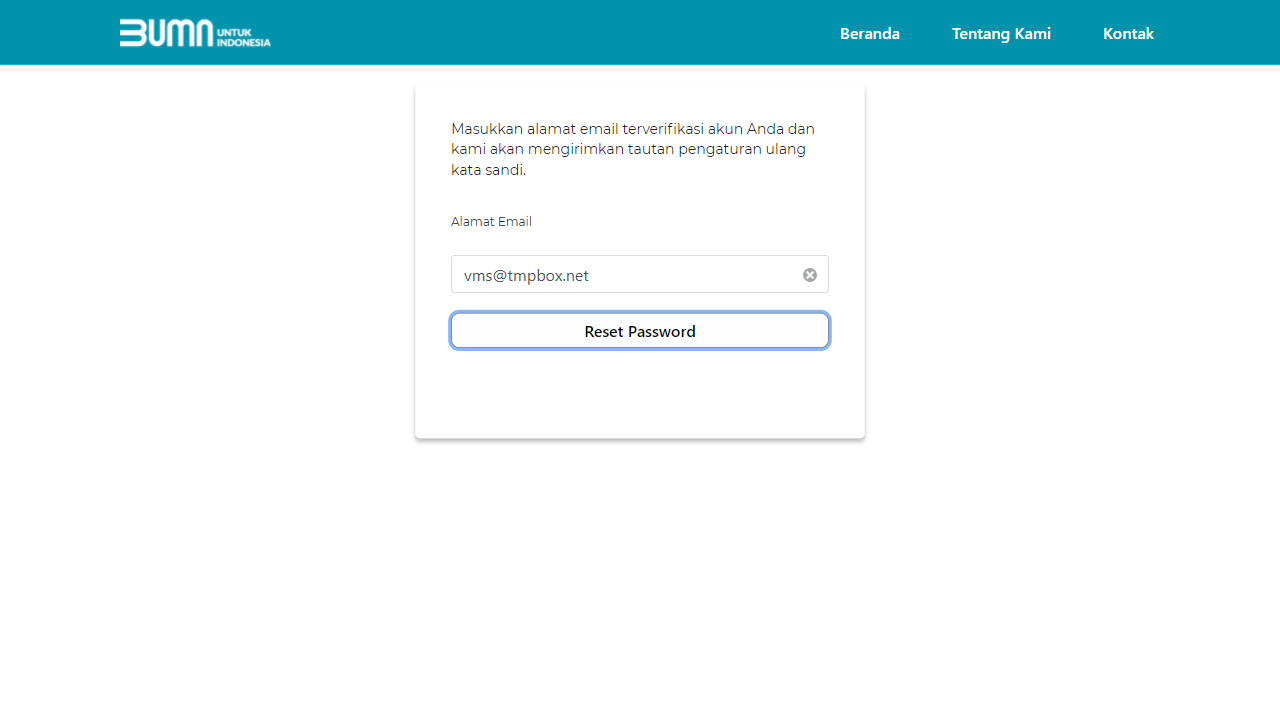 BUMN UNTUK
INDONESIA
Beranda
Tentang Kami
Kontak
Masukkan alamat email terverifikasi akun Anda dan
kami akan mengirimkan tautan pengaturan ulang
kata sandi.
Alamat Email
vms@tmpbox.net
Reset Password